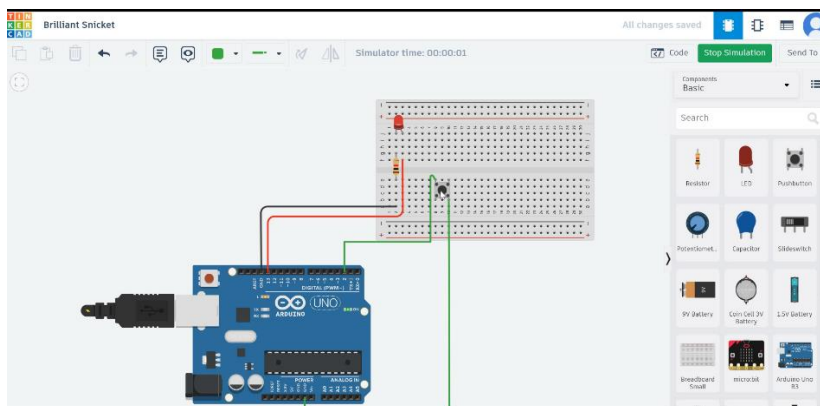 TIN
KER
CAD
Brilliant Snicket
All changes saved
Simulator time: 00:00:01
Code
Stop Simulation
Send To
Components
Basic
Search
Resistor
LED
Pushbutton
Potentiomet...
Capacitor
Slideswitch
9V Battery
Coin Cell 3V
Battery
1.5V Battery
Breadboard
Small
micro:bit
Arduino Uno
R3
DIGITAL (PWM~)
UNO
ARDUINO
POWER
ANALOG IN